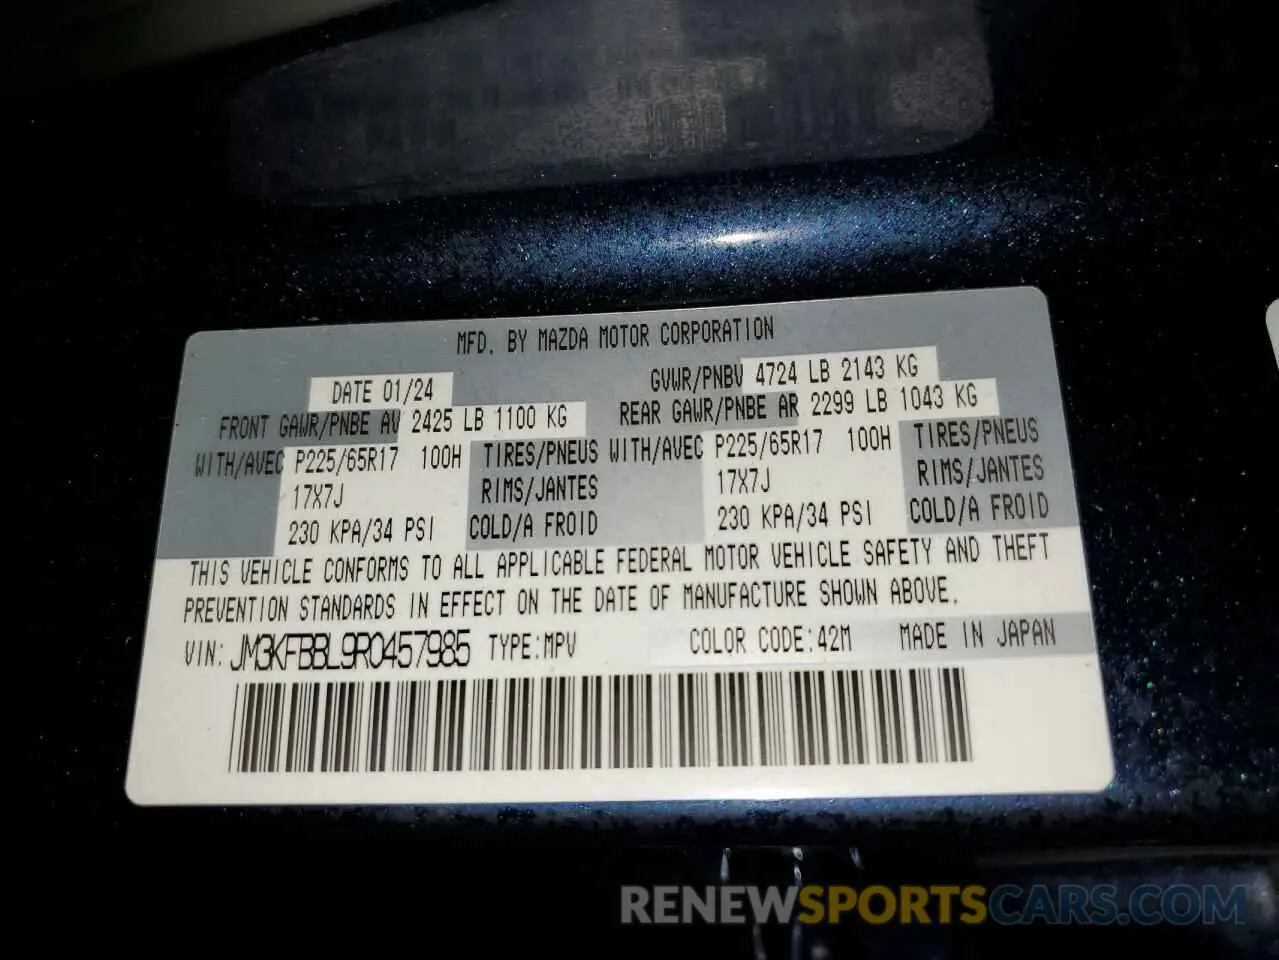 MFD. BY MAZDA MOTOR CORPORATION
DATE 01/24 GVWR/PNBV 4724 LB 2143 KG
FRONT GAWR/PNBE AV 2425 LB 1100 KG REAR GAWR/PNBE AR 2299 LB 1043 KG
WITH/AVEC P225/65R17 100H TIRES/PNEUS WITH/AVEC P225/65R17 100H TIRES/PNEUS
17X7J RIMS/JANTES 17X7J RIMS/JANTES
230 KPA/34 PSI COLD/A FROID 230 KPA/34 PSI COLD/A FROID
THIS VEHICLE CONFORMS TO ALL APPLICABLE FEDERAL MOTOR VEHICLE SAFETY AND THEFT
PREVENTION STANDARDS IN EFFECT ON THE DATE OF MANUFACTURE SHOWN ABOVE.
VIN: JM3KFBBL9R0457985 TYPE:MPV COLOR CODE:42M MADE IN JAPAN
RENEWSPORTSCARS.COM